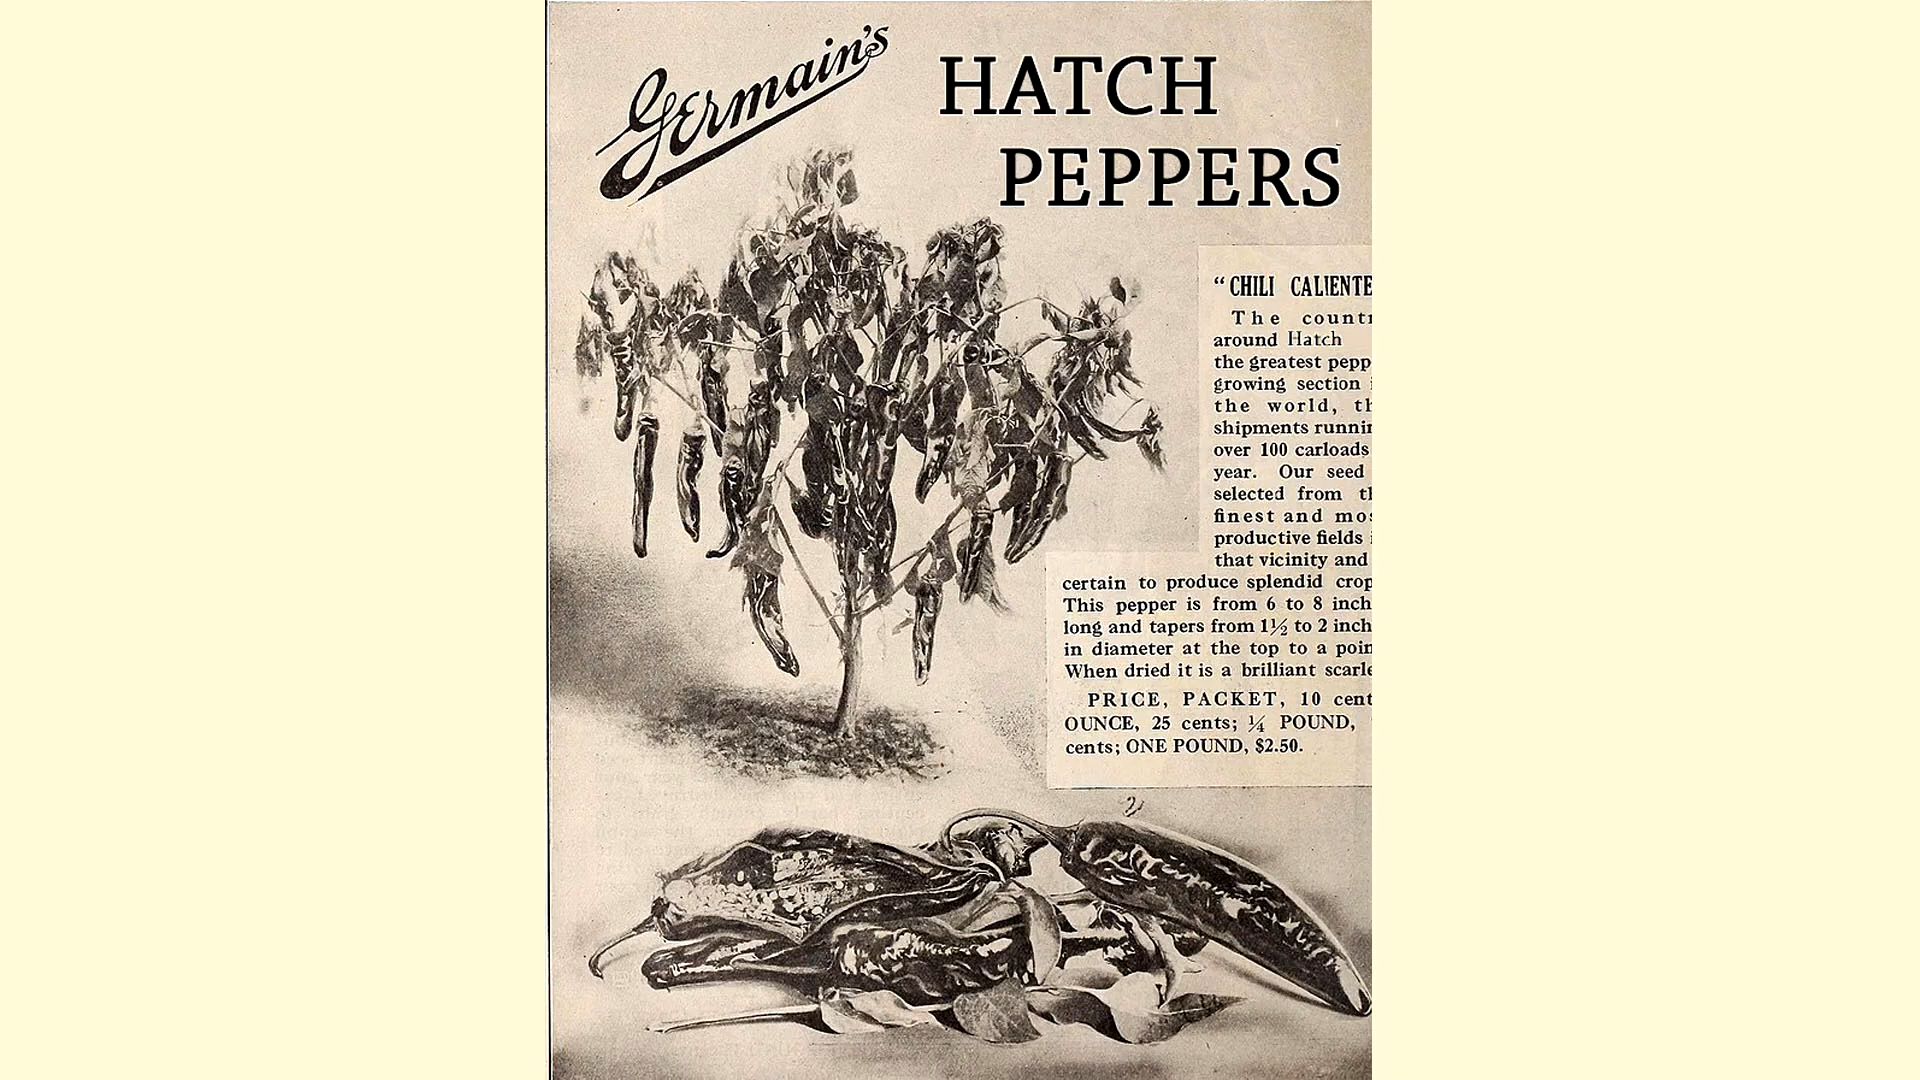 Germain's
HATCH
PEPPERS
"CHILI CALIENTE
The countr
around Hatch
the greatest pepp
growing section i
the world, th
shipments runnin
over 100 carloads
year. Our seed
selected from th
finest and mos
productive fields i
that vicinity and
certain to produce splendid crop
This pepper is from 6 to 8 inch
long and tapers from 1½ to 2 inch
in diameter at the top to a poin
When dried it is a brilliant scarle
PRICE, PACKET, 10 cent
OUNCE, 25 cents; ¼ POUND,
cents; ONE POUND, $2.50.